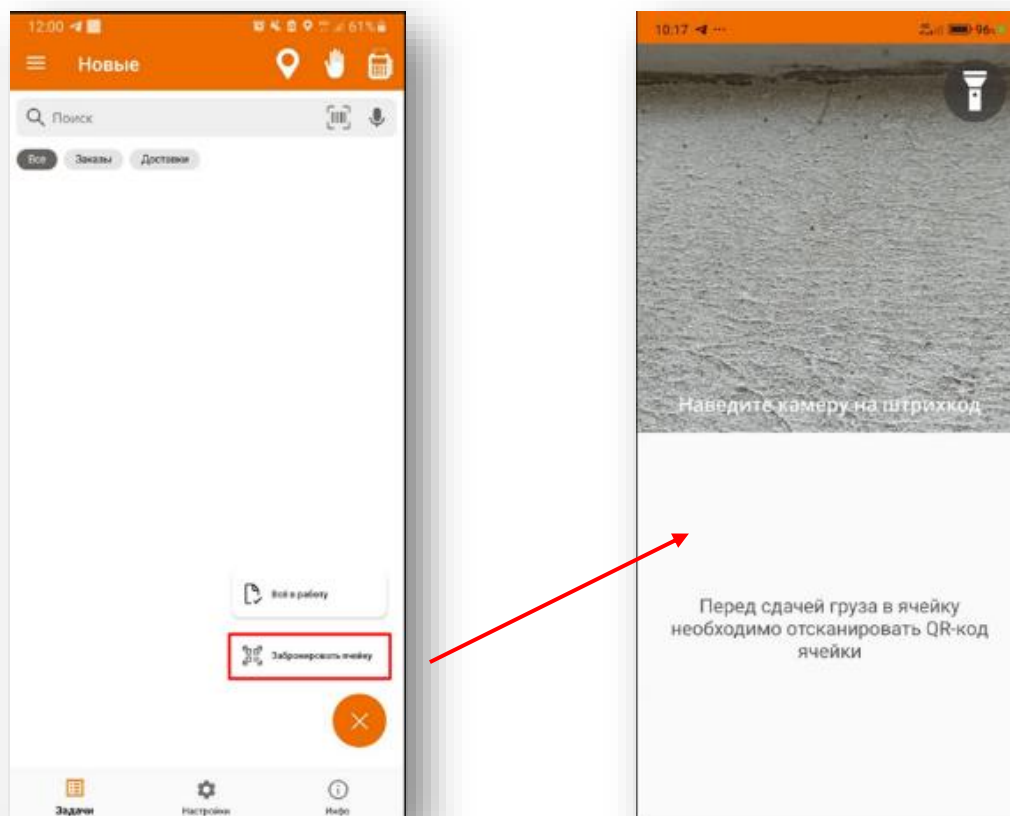 12:00
61%
Новые
Поиск
Все
Заказы
Доставки
Всё в работу
Забронировать ячейку
Задачи
Настройки
Инфо
10:17
96%
Наведите камеру на штрихкод
Перед сдачей груза в ячейку
необходимо отсканировать QR-код
ячейки